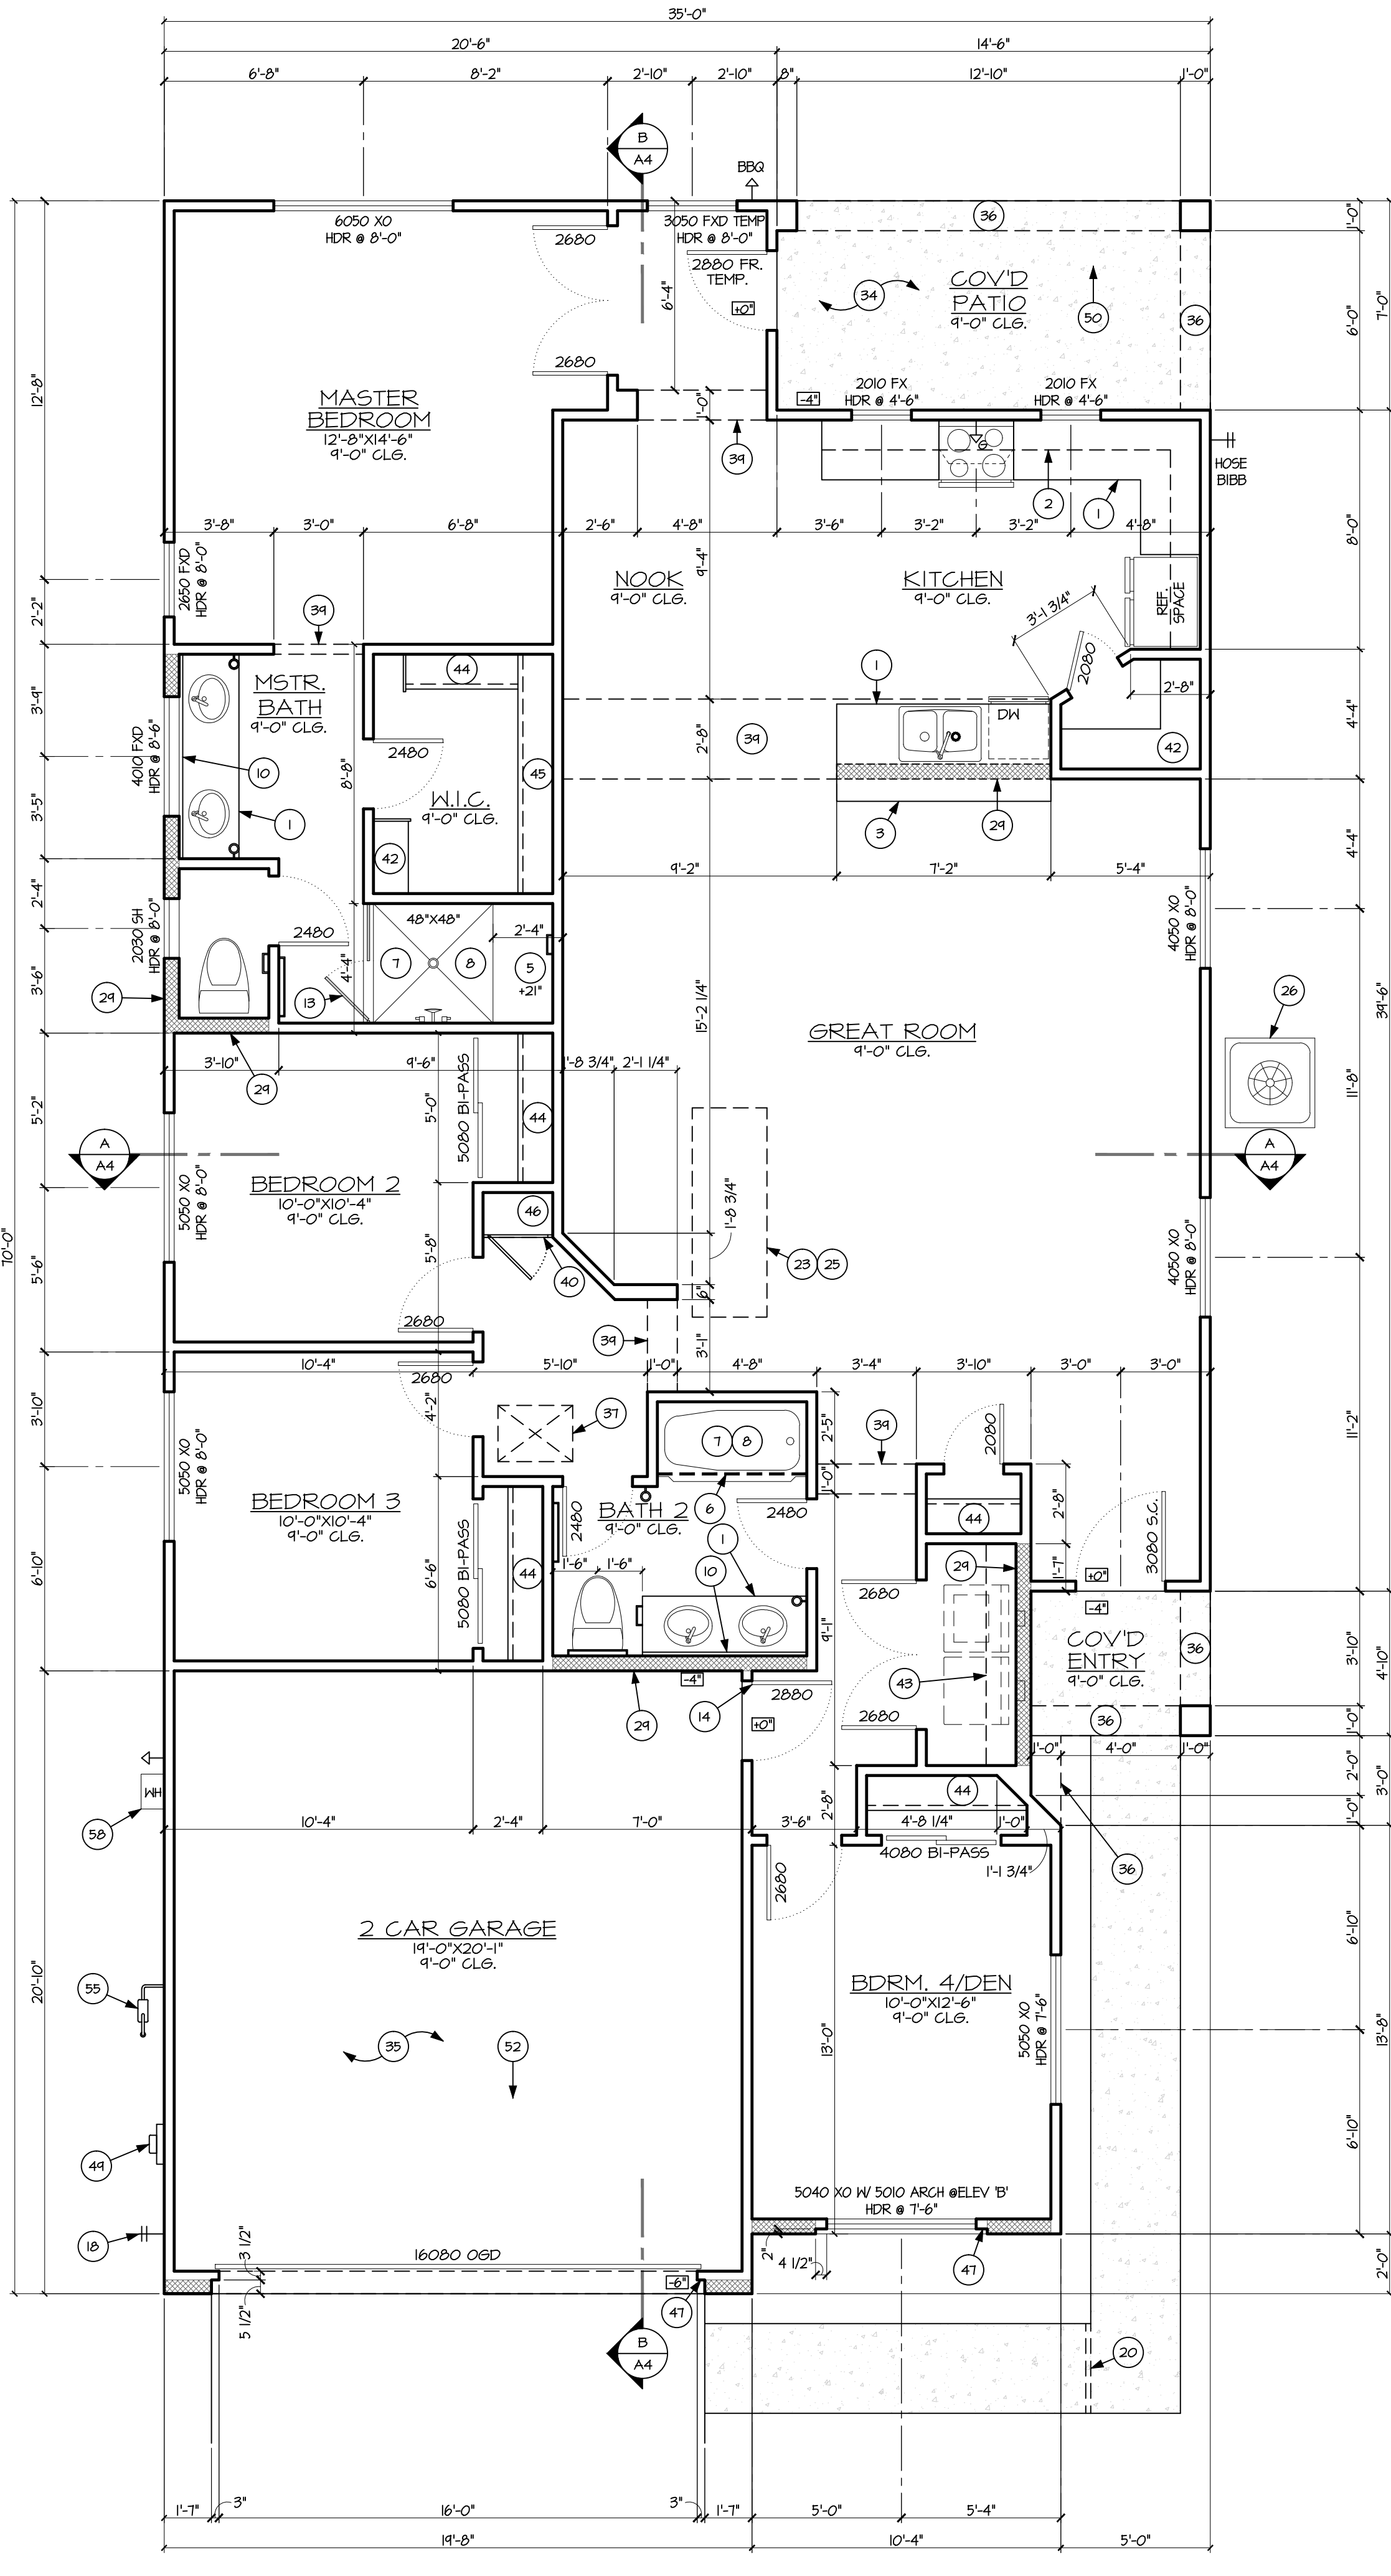 35'-0"
20'-6"
14'-6"
6'-8"
8'-2"
2'-10"
2'-10"
8"
12'-10"
1'-0"
B
A4
BBQ
6050 XO
HDR @ 8'-0"
2680
3050 FXD TEMP
HDR @ 8'-0"
2880 FR.
TEMP.
+0"
6'-4"
36
34
COV'D
PATIO
9'-0" CLG.
50
36
1'-0"
6'-0"
7'-0"
2680
-4"
2010 FX
HDR @ 4'-6"
2010 FX
HDR @ 4'-6"
12'-8"
MASTER
BEDROOM
12'-8"X14'-6"
9'-0" CLG.
1'-0"
39
G
2
1
HOSE
BIBB
3'-8"
3'-0"
6'-8"
2'-6"
4'-8"
3'-6"
3'-2"
3'-2"
4'-8"
8'-0"
2650 FXD
HDR @ 8'-0"
2'-2"
39
NOOK
9'-0" CLG.
9'-4"
KITCHEN
9'-0" CLG.
3'-1 3/4"
REF.
SPACE
2080
2'-8"
MSTR.
BATH
9'-0" CLG.
44
1
DW
3'-4"
4010 FXD
HDR @ 8'-6"
10
2480
8'-8"
45
2'-8"
39
42
4'-4"
3'-5"
1
W.I.C.
9'-0" CLG.
42
3
29
4'-4"
9'-2"
7'-2"
5'-4"
2'-4"
2030 SH
HDR @ 8'-0"
2480
48"X48"
2'-4"
7
8
5
+21"
4'-4"
13
4050 XO
HDR @ 8'-0"
3'-6"
29
15'-2 1/4"
GREAT ROOM
9'-0" CLG.
26
39'-6"
3'-10"
29
9'-6"
1'-8 3/4"
2'-1 1/4"
5'-2"
5'-0"
5080 BI-PASS
44
11'-8"
A
A4
A
A4
BEDROOM 2
10'-0"X10'-4"
9'-0" CLG.
5050 XO
HDR @ 8'-0"
46
1'-8 3/4"
70'-0"
5'-6"
5'-8"
40
23
25
4050 XO
HDR @ 8'-0"
6"
2680
39
3'-1"
10'-4"
5'-10"
1'-0"
4'-8"
3'-4"
3'-10"
3'-0"
3'-0"
2680
4'-2"
3'-10"
37
7
8
2'-5"
39
2080
11'-2"
5050 XO
HDR @ 8'-0"
BEDROOM 3
10'-0"X10'-4"
9'-0" CLG.
1'-0"
BATH 2
9'-0" CLG.
6
2480
2480
44
2'-8"
3080 S.C.
6'-10"
6'-6"
5080 BI-PASS
44
1'-6"
1'-6"
1
10
29
1'-7"
+0"
-4"
2680
9'-1"
COV'D
ENTRY
9'-0" CLG.
36
3'-10"
4'-10"
-4"
2880
14
29
+0"
43
2680
36
1'-0"
1'-0"
4'-0"
1'-0"
2'-0"
3'-0"
WH
58
44
2'-8"
10'-4"
2'-4"
7'-0"
3'-6"
4'-8 1/4"
1'-0"
1'-0"
4080 BI-PASS
1'-1 3/4"
36
2680
2 CAR GARAGE
19'-0"X20'-1"
9'-0" CLG.
6'-10"
20'-10"
55
BDRM. 4/DEN
10'-0"X12'-6"
9'-0" CLG.
5050 XO
HDR @ 7'-6"
35
52
13'-0"
13'-8"
49
6'-10"
5040 XO W/ 5010 ARCH @ELEV 'B'
HDR @ 7'-6"
18
3 1/2"
16080 OGD
2"
4 1/2"
47
2'-0"
-6"
47
5 1/2"
B
A4
20
1'-7"
3"
16'-0"
3"
1'-7"
5'-0"
5'-4"
19'-8"
10'-4"
5'-0"